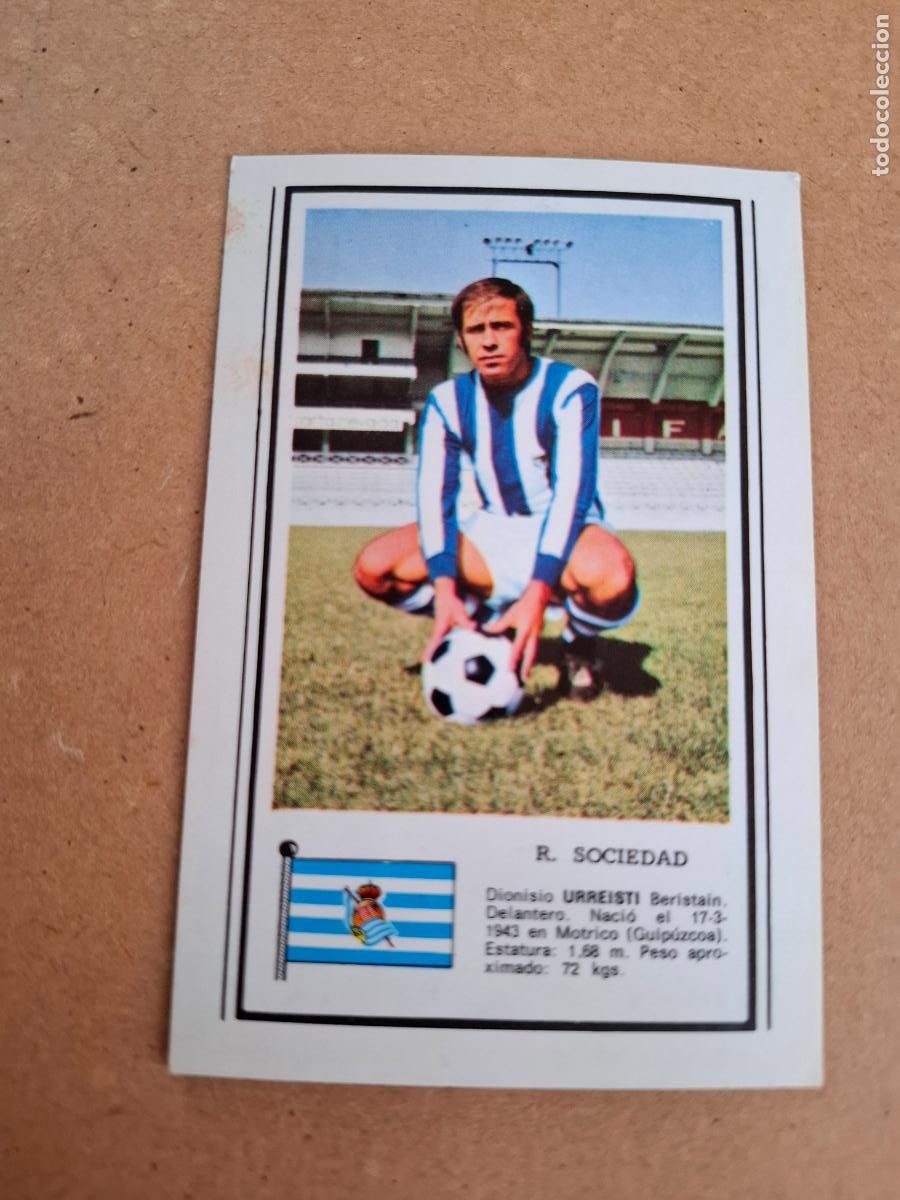 todocoleccion
IFA
R. SOCIEDAD
Dionisio URREISTI Beristain.
Delantero. Nació el 17-3-
1943 en Motrico (Guipúzcoa).
Estatura: 1,68 m. Peso apro-
ximado: 72 kgs.